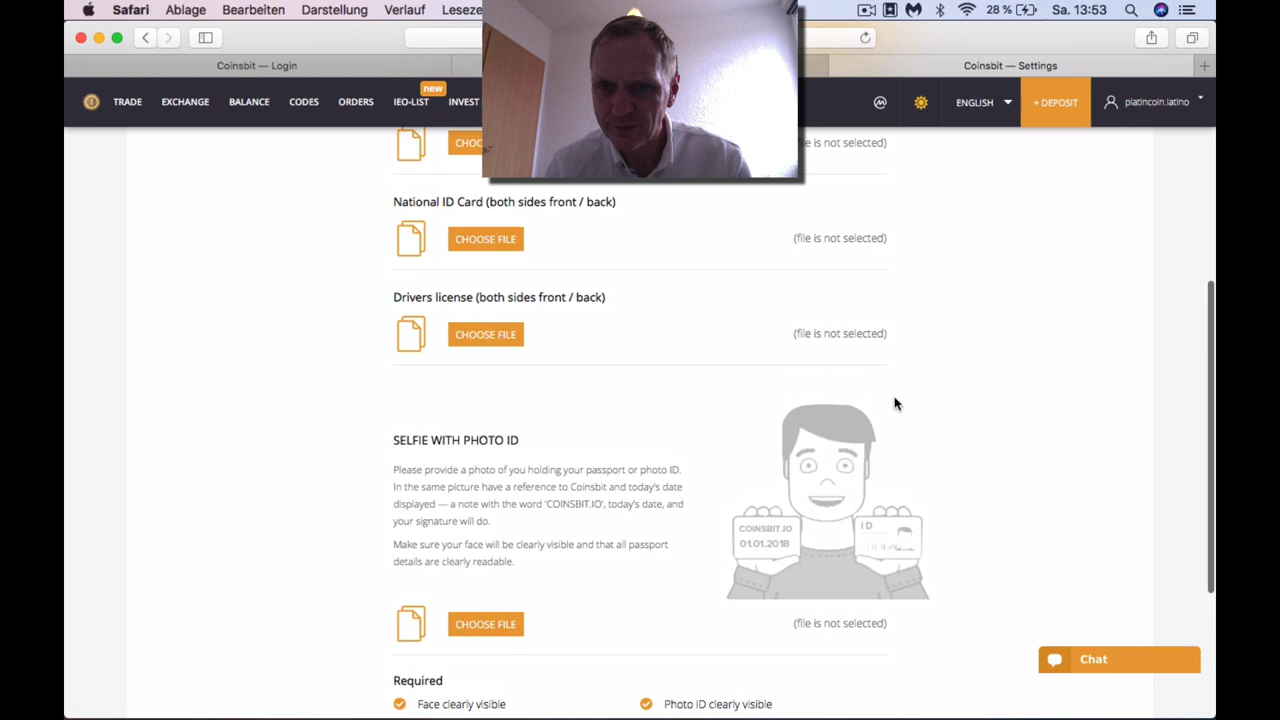 Safari Ablage Bearbeiten Darstellung Verlauf Leseze
28 % Sa. 13:53
Coinsbit — Login
Coinsbit — Settings
new
TRADE EXCHANGE BALANCE CODES ORDERS IEO-LIST INVEST
ENGLISH + DEPOSIT platincoin.latino
CHOO
file is not selected)
National ID Card (both sides front / back)
CHOOSE FILE (file is not selected)
Drivers license (both sides front / back)
CHOOSE FILE (file is not selected)
SELFIE WITH PHOTO ID
Please provide a photo of you holding your passport or photo ID.
In the same picture have a reference to Coinsbit and today's date
displayed — a note with the word 'COINSBIT.IO', today's date, and
your signature will do.
Make sure your face will be clearly visible and that all passport
details are clearly readable.
COINSBIT.IO
01.01.2018
ID
CHOOSE FILE (file is not selected)
Chat
Required
Face clearly visible Photo ID clearly visible